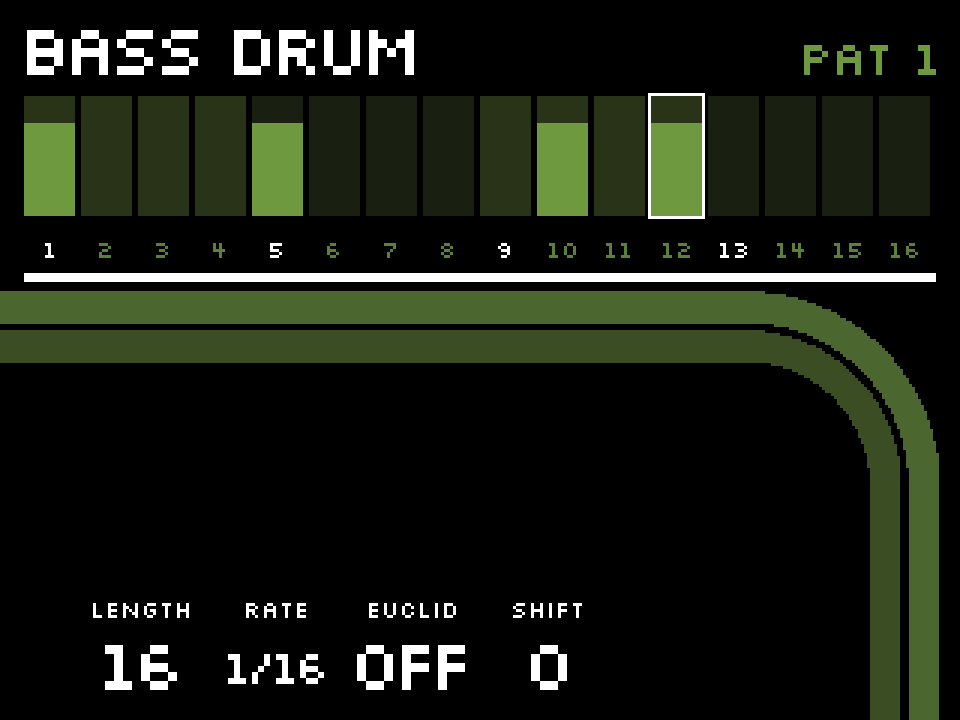 BASS DRUM PAT 1
1 2 3 4 5 6 7 8 9 10 11 12 13 14 15 16
LENGTH RATE EUCLID SHIFT
16 1/16 OFF 0